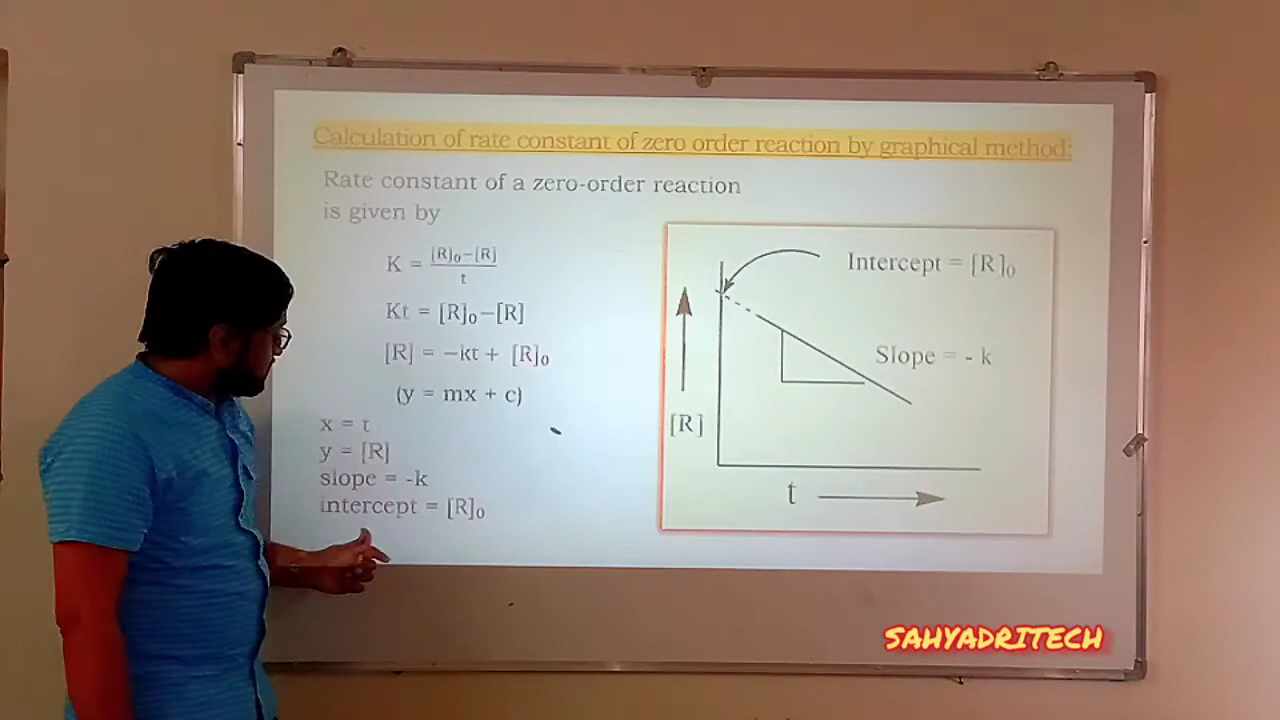 Calculation of rate constant of zero order reaction by graphical method:
Rate constant of a zero-order reaction
is given by
K = [R]₀−[R] / t
Kt = [R]₀−[R]
[R] = −kt + [R]₀
(y = mx + c)
x = t
y = [R]
slope = -k
intercept = [R]₀
Intercept = [R]₀
Slope = - k
[R]
t
SAHYADRITECH